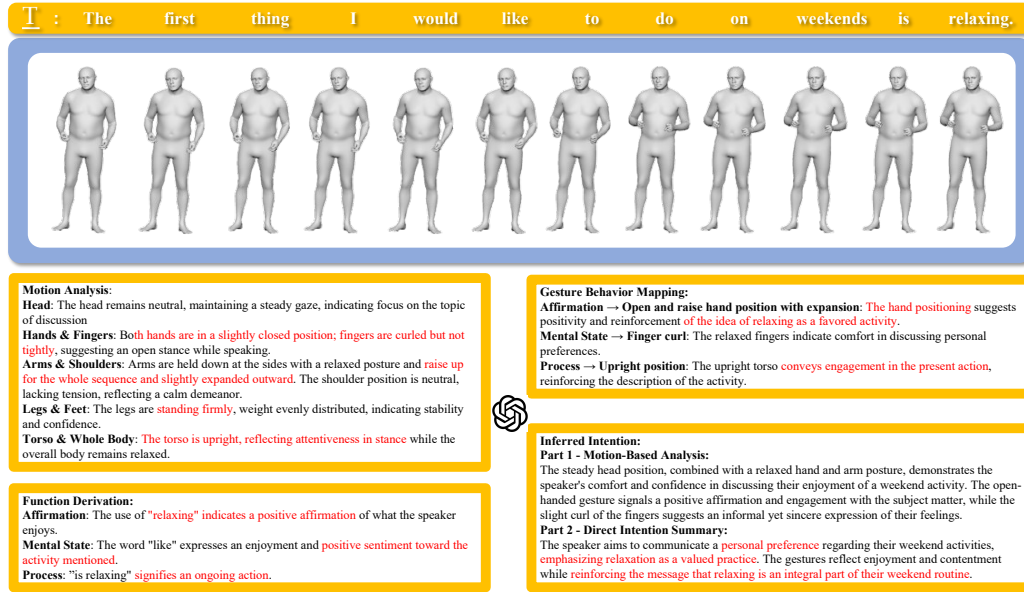 T : The first thing I would like to do on weekends is relaxing.
Motion Analysis:
Head: The head remains neutral, maintaining a steady gaze, indicating focus on the topic
of discussion
Hands & Fingers: Both hands are in a slightly closed position; fingers are curled but not
tightly, suggesting an open stance while speaking.
Arms & Shoulders: Arms are held down at the sides with a relaxed posture and raise up
for the whole sequence and slightly expanded outward. The shoulder position is neutral,
lacking tension, reflecting a calm demeanor.
Legs & Feet: The legs are standing firmly, weight evenly distributed, indicating stability
and confidence.
Torso & Whole Body: The torso is upright, reflecting attentiveness in stance while the
overall body remains relaxed.
Function Derivation:
Affirmation: The use of "relaxing" indicates a positive affirmation of what the speaker
enjoys.
Mental State: The word "like" expresses an enjoyment and positive sentiment toward the
activity mentioned.
Process: "is relaxing" signifies an ongoing action.
Gesture Behavior Mapping:
Affirmation → Open and raise hand position with expansion: The hand positioning suggests
positivity and reinforcement of the idea of relaxing as a favored activity.
Mental State → Finger curl: The relaxed fingers indicate comfort in discussing personal
preferences.
Process → Upright position: The upright torso conveys engagement in the present action,
reinforcing the description of the activity.
Inferred Intention:
Part 1 - Motion-Based Analysis:
The steady head position, combined with a relaxed hand and arm posture, demonstrates the
speaker's comfort and confidence in discussing their enjoyment of a weekend activity. The open-
handed gesture signals a positive affirmation and engagement with the subject matter, while the
slight curl of the fingers suggests an informal yet sincere expression of their feelings.
Part 2 - Direct Intention Summary:
The speaker aims to communicate a personal preference regarding their weekend activities,
emphasizing relaxation as a valued practice. The gestures reflect enjoyment and contentment
while reinforcing the message that relaxing is an integral part of their weekend routine.